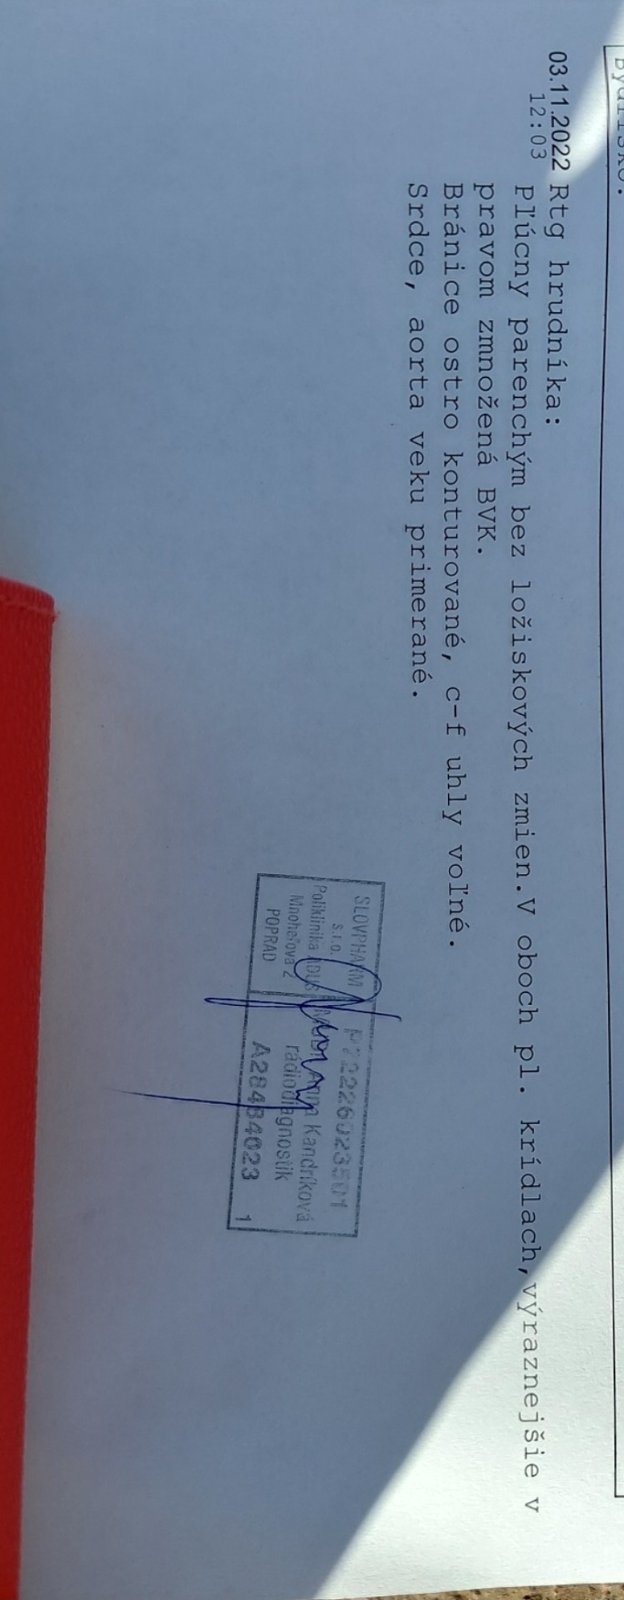 03.11.2022 Rtg hrudníka:
12:03 Pľúcny parenchým bez ložiskových zmien.V oboch pl. krídlach,výraznejšie v
pravom zmnožená BVK.
Bránice ostro konturované, c-f uhly voľné.
Srdce, aorta veku primerané.
SLOVPHARM
s.r.o.
Poliklinika
Mnoheľova 2
POPRAD
Kandríková
rádiodiagnostik
A28484023 1